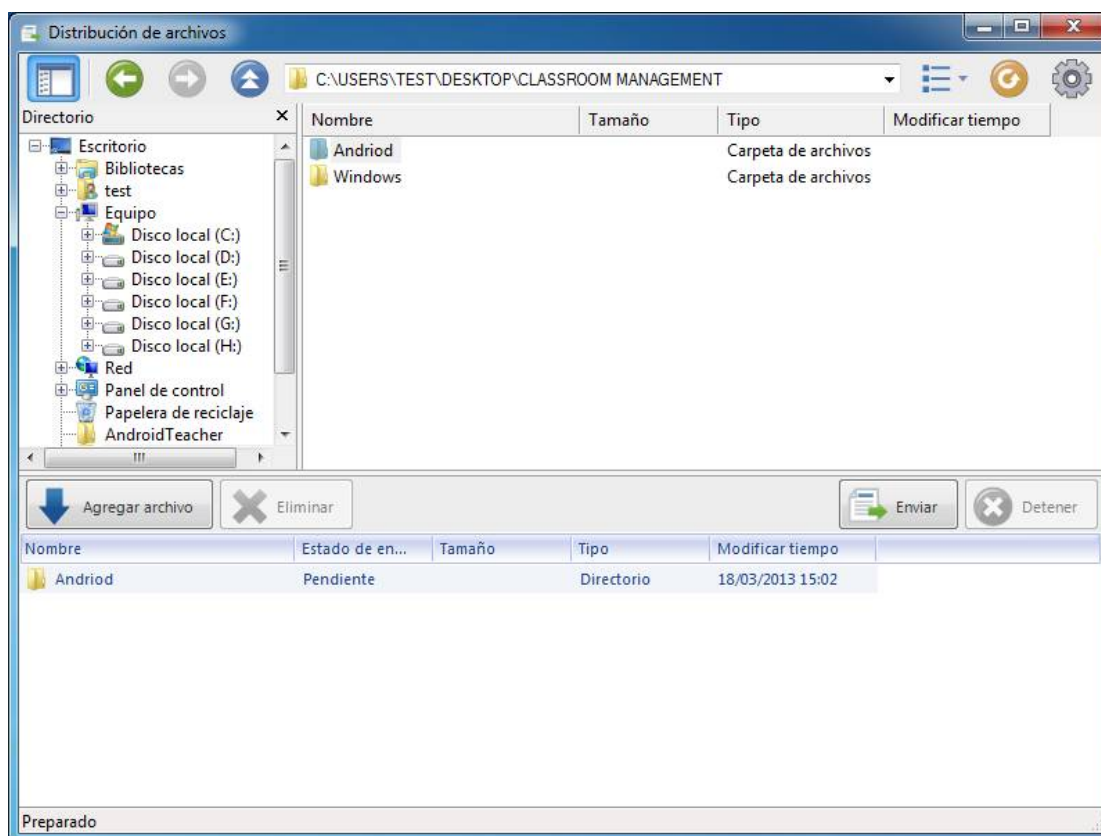 Distribución de archivos
C:\USERS\TEST\DESKTOP\CLASSROOM MANAGEMENT
Directorio
Escritorio
Bibliotecas
test
Equipo
Disco local (C:)
Disco local (D:)
Disco local (E:)
Disco local (F:)
Disco local (G:)
Disco local (H:)
Red
Panel de control
Papelera de reciclaje
AndroidTeacher
Nombre Tamaño Tipo Modificar tiempo
Andriod Carpeta de archivos
Windows Carpeta de archivos
Agregar archivo Eliminar Enviar Detener
Nombre Estado de en... Tamaño Tipo Modificar tiempo
Andriod Pendiente Directorio 18/03/2013 15:02
Preparado